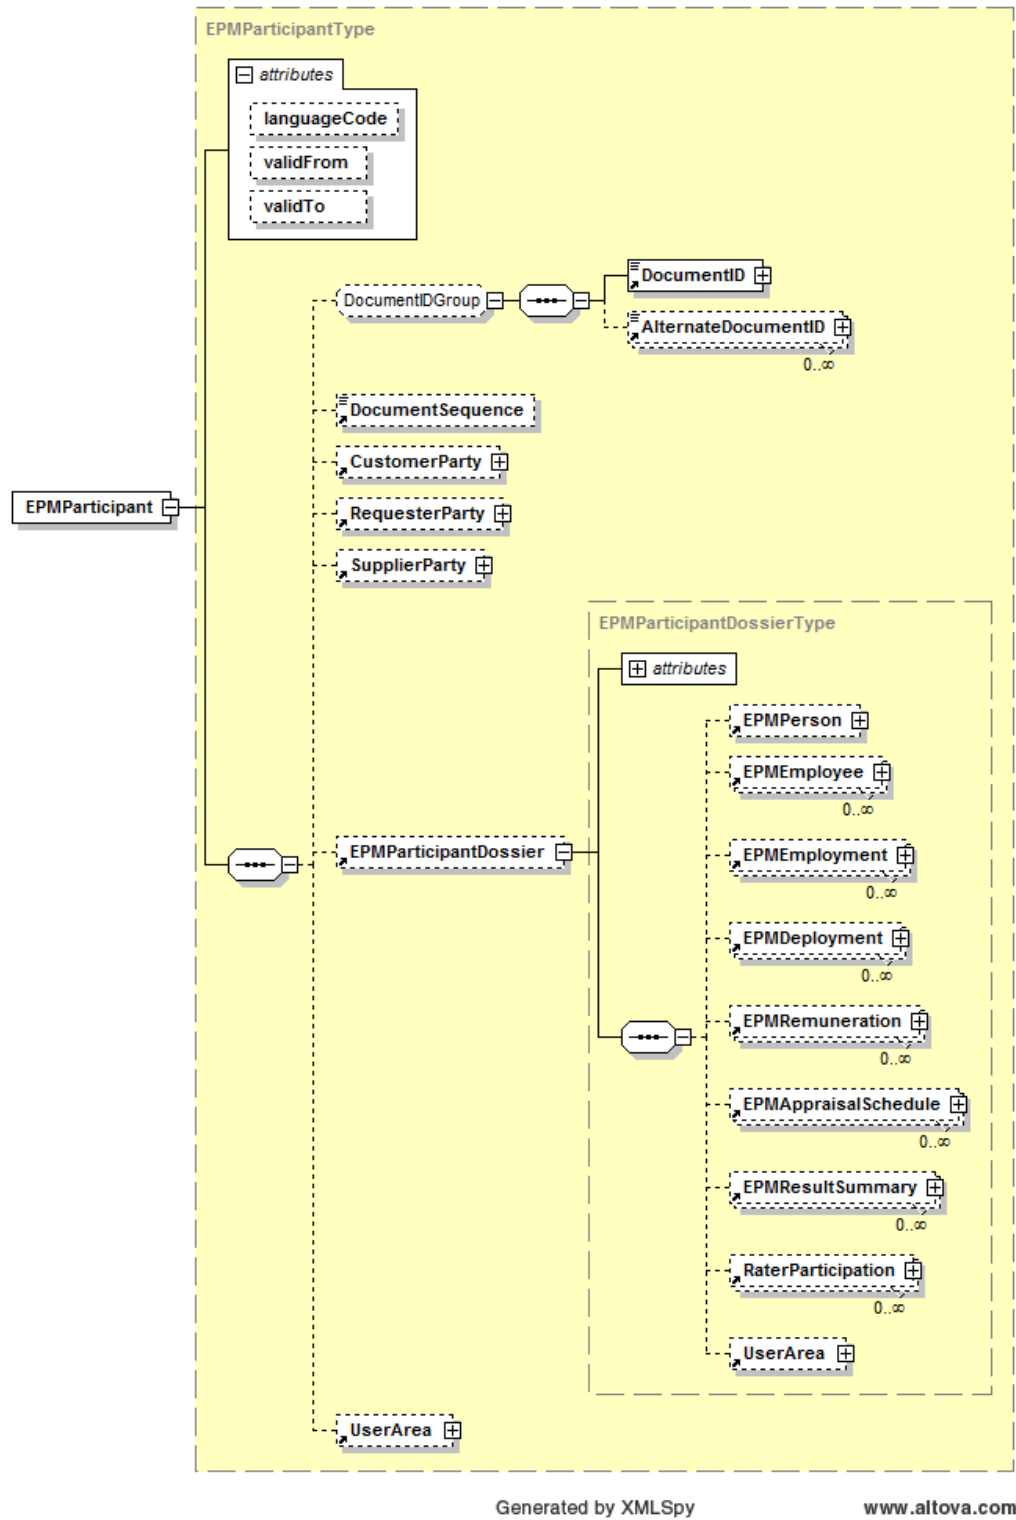 EPMParticipantType
attributes
languageCode
validFrom
validTo
DocumentIDGroup
DocumentID
AlternateDocumentID
0..∞
DocumentSequence
CustomerParty
EPMParticipant
RequesterParty
SupplierParty
EPMParticipantDossierType
attributes
EPMPerson
EPMEmployee
0..∞
EPMParticipantDossier
EPMEmployment
0..∞
EPMDeployment
0..∞
EPMRemuneration
0..∞
EPMAppraisalSchedule
0..∞
EPMResultSummary
0..∞
RaterParticipation
0..∞
UserArea
UserArea
Generated by XMLSpy www.altova.com